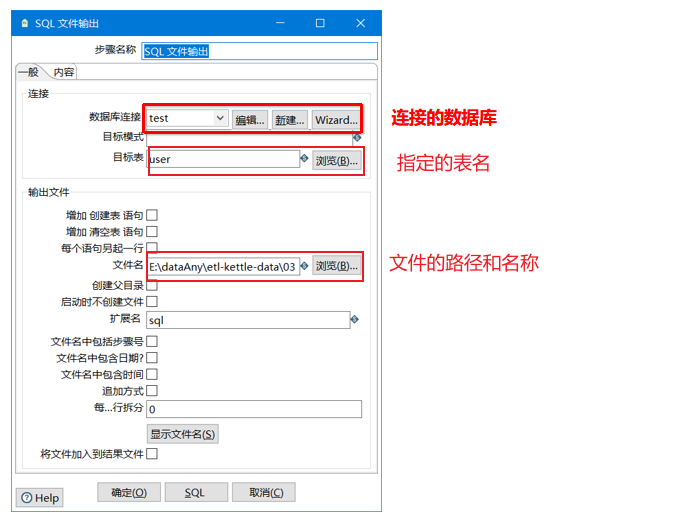 SQL 文件输出
步骤名称 SQL 文件输出
一般 内容
连接
数据库连接 test 编辑... 新建... Wizard...
连接的数据库
目标模式
目标表 user 浏览(B)...
指定的表名
输出文件
增加 创建表 语句
增加 清空表 语句
每个语句另起一行
文件名 E:\dataAny\etl-kettle-data\03 浏览(B)...
文件的路径和名称
创建父目录
启动时不创建文件
扩展名 sql
文件名中包括步骤号
文件名中包含日期?
文件名中包含时间
追加方式
每...行拆分 0
显示文件名(S)
将文件加入到结果文件
Help 确定(O) SQL 取消(C)